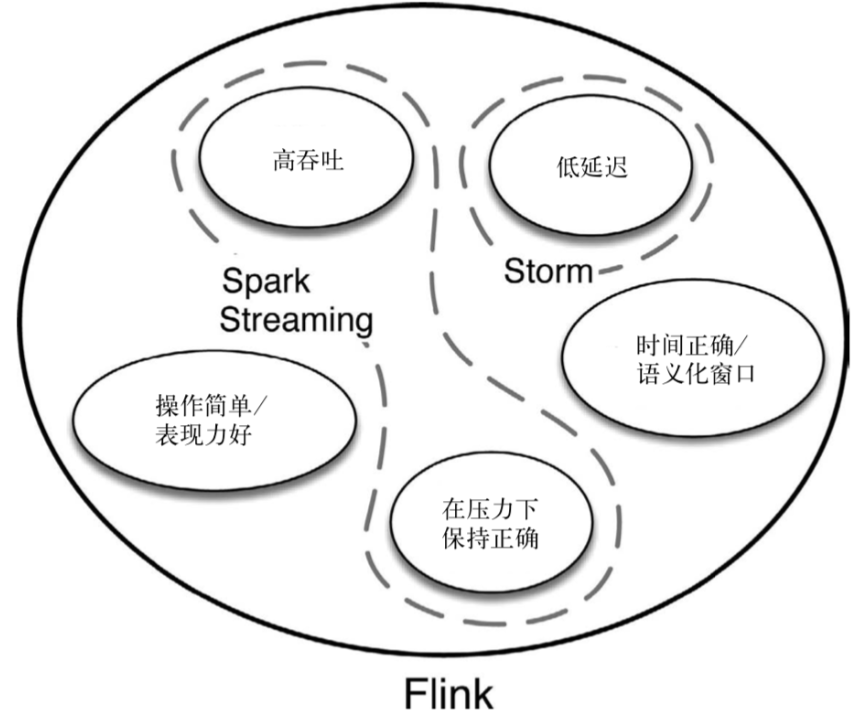 高吞吐
低延迟
Spark
Streaming
Storm
时间正确/
语义化窗口
操作简单/
表现力好
在压力下
保持正确
Flink